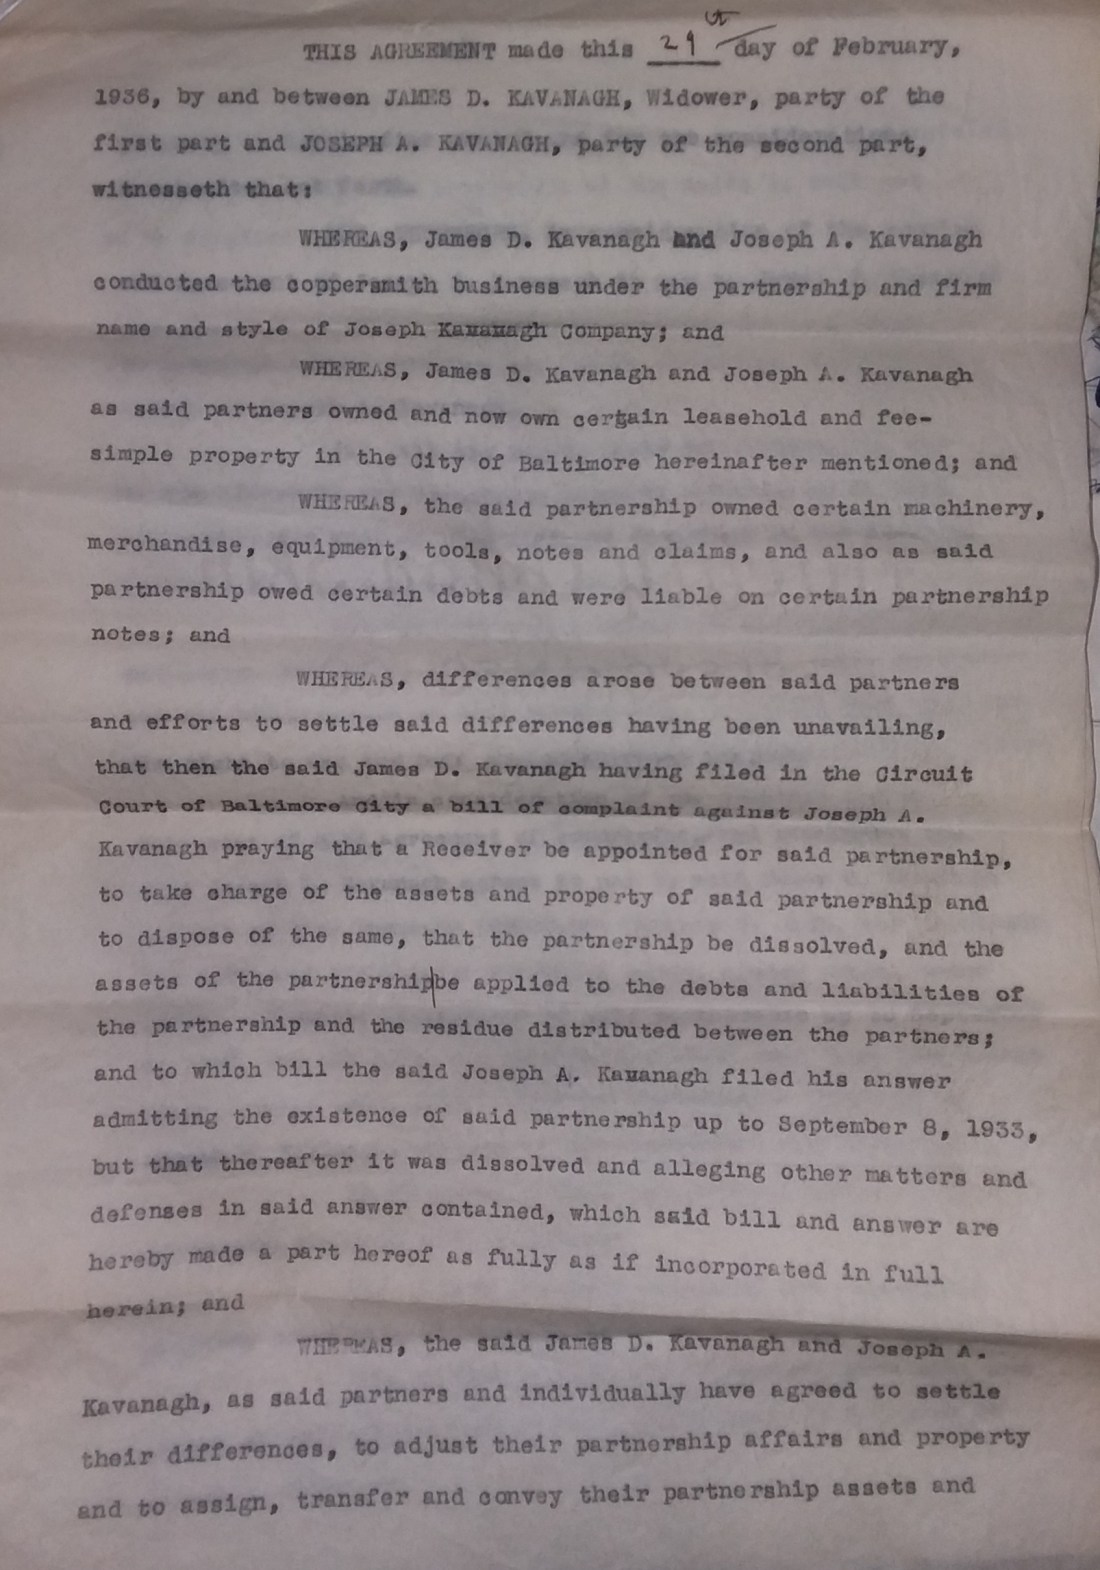 THIS AGREEMENT made this 29th day of February,
1936, by and between JAMES D. KAVANAGH, Widower, party of the
first part and JOSEPH A. KAVANAGH, party of the second part,
witnesseth that:
WHEREAS, James D. Kavanagh and Joseph A. Kavanagh
conducted the coppersmith business under the partnership and firm
name and style of Joseph Kavanagh Company; and
WHEREAS, James D. Kavanagh and Joseph A. Kavanagh
as said partners owned and now own certain leasehold and fee-
simple property in the City of Baltimore hereinafter mentioned; and
WHEREAS, the said partnership owned certain machinery,
merchandise, equipment, tools, notes and claims, and also as said
partnership owed certain debts and were liable on certain partnership
notes; and
WHEREAS, differences arose between said partners
and efforts to settle said differences having been unavailing,
that then the said James D. Kavanagh having filed in the Circuit
Court of Baltimore City a bill of complaint against Joseph A.
Kavanagh praying that a Receiver be appointed for said partnership,
to take charge of the assets and property of said partnership and
to dispose of the same, that the partnership be dissolved, and the
assets of the partnership|be applied to the debts and liabilities of
the partnership and the residue distributed between the partners;
and to which bill the said Joseph A. Kavanagh filed his answer
admitting the existence of said partnership up to September 8, 1933,
but that thereafter it was dissolved and alleging other matters and
defenses in said answer contained, which said bill and answer are
hereby made a part hereof as fully as if incorporated in full
herein; and
WHEREAS, the said James D. Kavanagh and Joseph A.
Kavanagh, as said partners and individually have agreed to settle
their differences, to adjust their partnership affairs and property
and to assign, transfer and convey their partnership assets and